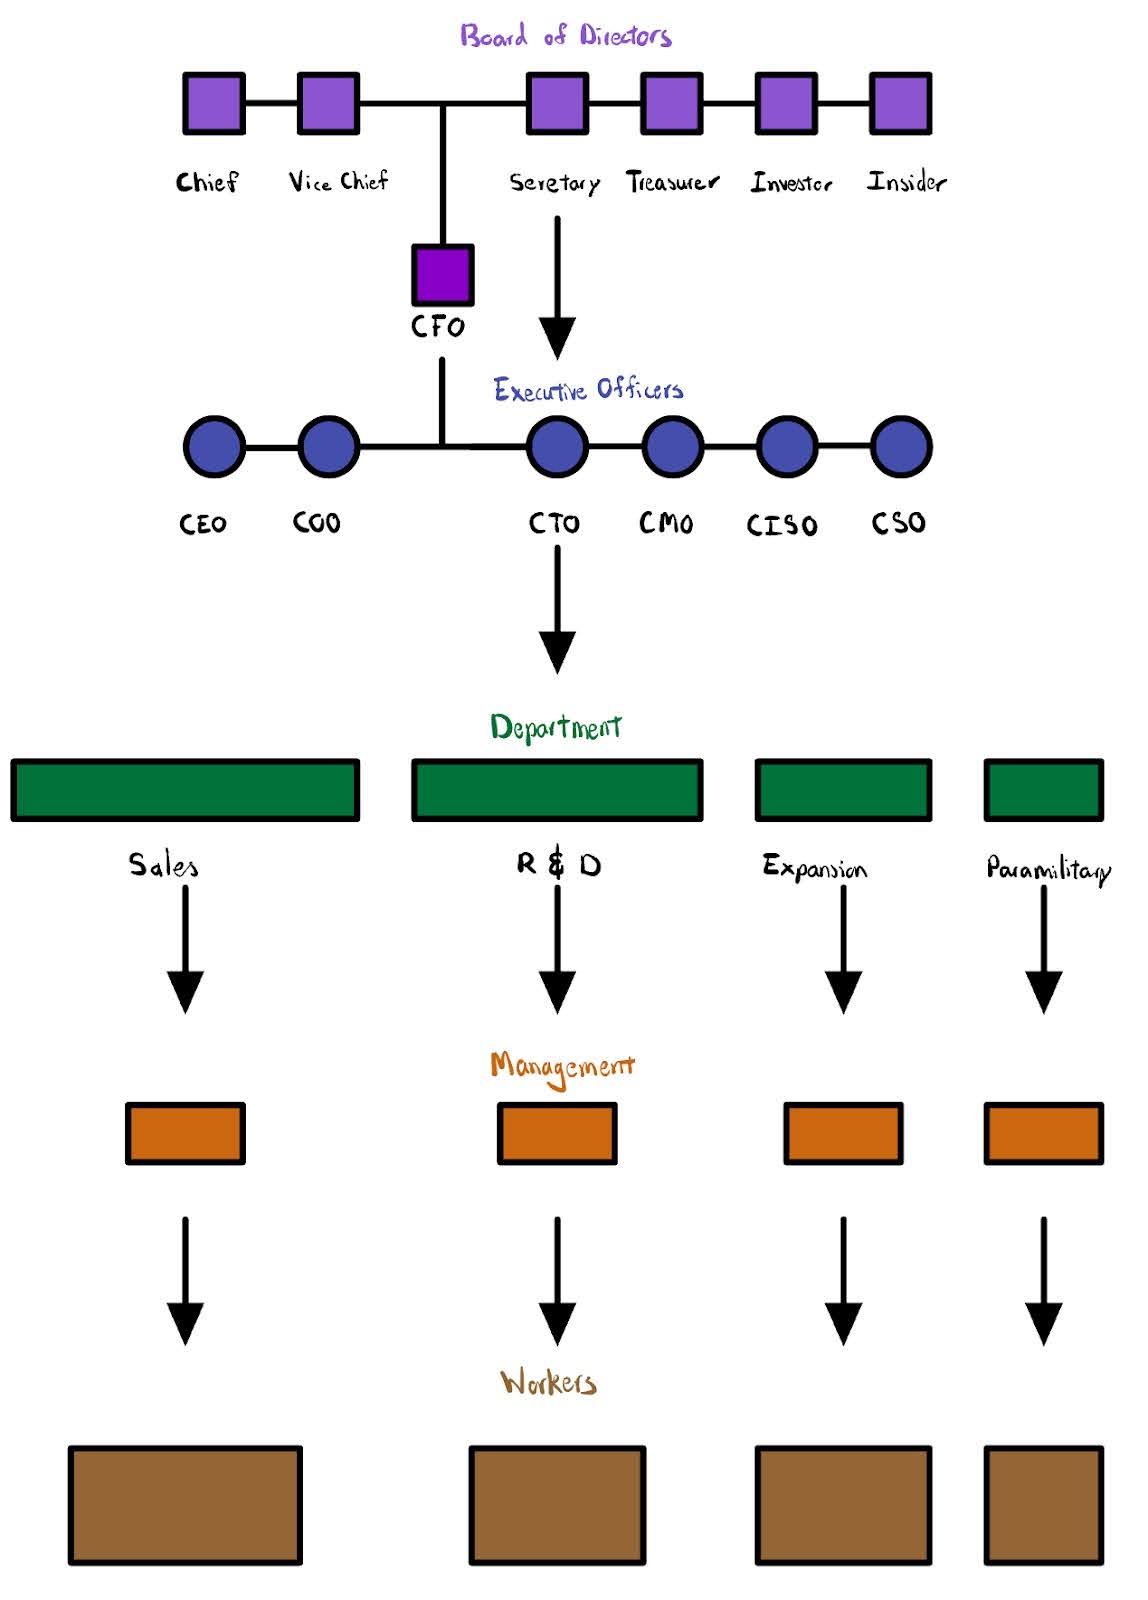 Board of Directors
Chief Vice Chief Seretary Treasurer Investor Insider
CFO
Executive Officers
CEO COO CTO CMO CISO CSO
Department
Sales R & D Expansion Paramilitary
Management
Workers